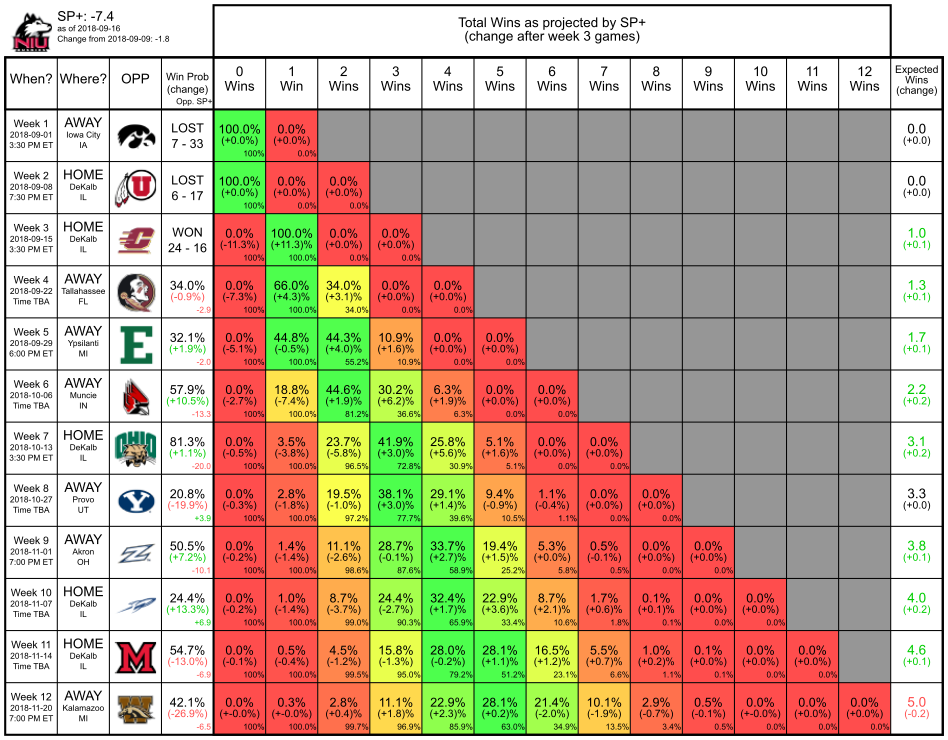 SP+: -7.4
as of 2018-09-16
Change from 2018-09-09: -1.8
NIU
Total Wins as projected by SP+
(change after week 3 games)
When? Where? OPP Win Prob (change) Opp. SP+ 0 Wins 1 Win 2 Wins 3 Wins 4 Wins 5 Wins 6 Wins 7 Wins 8 Wins 9 Wins 10 Wins 11 Wins 12 Wins Expected Wins (change)
Week 1 AWAY LOST 100.0% 0.0% 0.0
2018-09-01 Iowa City 7 - 33 (+0.0%) (+0.0%) (+0.0)
3:30 PM ET IA 100% 0.0%
Week 2 HOME LOST 100.0% 0.0% 0.0% 0.0
2018-09-08 DeKalb 6 - 17 (+0.0%) (+0.0%) (+0.0%) (+0.0)
7:30 PM ET IL 100% 0.0% 0.0%
Week 3 HOME WON 0.0% 100.0% 0.0% 0.0% 1.0
2018-09-15 DeKalb 24 - 16 (-11.3%) (+11.3)% (+0.0%) (+0.0%) (+0.1)
3:30 PM ET IL 100% 100.0% 0.0% 0.0%
Week 4 AWAY 34.0% 0.0% 66.0% 34.0% 0.0% 0.0% 1.3
2018-09-22 Tallahassee (-0.9%) (-7.3%) (+4.3)% (+3.1%) (+0.0%) (+0.0%) (+0.1)
Time TBA FL -2.9 100% 100.0% 34.0% 0.0% 0.0%
Week 5 AWAY 32.1% 0.0% 44.8% 44.3% 10.9% 0.0% 0.0% 1.7
2018-09-29 Ypsilanti (+1.9%) (-5.1%) (-0.5%) (+4.0)% (+1.6%) (+0.0%) (+0.0%) (+0.1)
6:00 PM ET MI -2.0 100% 100.0% 55.2% 10.9% 0.0% 0.0%
Week 6 AWAY 57.9% 0.0% 18.8% 44.6% 30.2% 6.3% 0.0% 0.0% 2.2
2018-10-06 Muncie (+10.5%) (-2.7%) (-7.4%) (+1.9)% (+6.2%) (+1.9%) (+0.0%) (+0.0%) (+0.2)
Time TBA IN -13.3 100% 100.0% 81.2% 36.6% 6.3% 0.0% 0.0%
Week 7 HOME OHIO 81.3% 0.0% 3.5% 23.7% 41.9% 25.8% 5.1% 0.0% 0.0% 3.1
2018-10-13 DeKalb (+1.1%) (-0.5%) (-3.8%) (-5.8%) (+3.0)% (+5.6%) (+1.6%) (+0.0%) (+0.0%) (+0.2)
3:30 PM ET IL -20.0 100% 100.0% 96.5% 72.8% 30.9% 5.1% 0.0% 0.0%
Week 8 AWAY 20.8% 0.0% 2.8% 19.5% 38.1% 29.1% 9.4% 1.1% 0.0% 0.0% 3.3
2018-10-27 Provo (-19.9%) (-0.3%) (-1.8%) (-1.0%) (+3.0)% (+1.4%) (-0.9%) (-0.4%) (+0.0%) (+0.0%) (+0.0)
Time TBA UT +3.9 100% 100.0% 97.2% 77.7% 39.6% 10.5% 1.1% 0.0% 0.0%
Week 9 AWAY 50.5% 0.0% 1.4% 11.1% 28.7% 33.7% 19.4% 5.3% 0.5% 0.0% 0.0% 3.8
2018-11-01 Akron (+7.2%) (-0.2%) (-1.4%) (-2.6%) (-0.1%) (+2.7)% (+1.5%) (+0.0%) (-0.1%) (+0.0%) (+0.0%) (+0.1)
7:00 PM ET OH -10.1 100% 100.0% 98.6% 87.6% 58.9% 25.2% 5.8% 0.5% 0.0% 0.0%
Week 10 HOME 24.4% 0.0% 1.0% 8.7% 24.4% 32.4% 22.9% 8.7% 1.7% 0.1% 0.0% 0.0% 4.0
2018-11-07 DeKalb (+13.3%) (-0.2%) (-1.4%) (-3.7%) (-2.7%) (+1.7)% (+3.6%) (+2.1%) (+0.6%) (+0.1%) (+0.0%) (+0.0%) (+0.2)
Time TBA IL +6.9 100% 100.0% 99.0% 90.3% 65.9% 33.4% 10.6% 1.8% 0.1% 0.0% 0.0%
Week 11 HOME 54.7% 0.0% 0.5% 4.5% 15.8% 28.0% 28.1% 16.5% 5.5% 1.0% 0.1% 0.0% 0.0% 4.6
2018-11-14 DeKalb (-13.0%) (-0.1%) (-0.4%) (-1.2%) (-1.3%) (-0.2%) (+1.1)% (+1.2%) (+0.7%) (+0.2%) (+0.0%) (+0.0%) (+0.0%) (+0.1)
Time TBA IL -6.9 100% 100.0% 99.5% 95.0% 79.2% 51.2% 23.1% 6.6% 1.1% 0.1% 0.0% 0.0%
Week 12 AWAY 42.1% 0.0% 0.3% 2.8% 11.1% 22.9% 28.1% 21.4% 10.1% 2.9% 0.5% 0.0% 0.0% 0.0% 5.0
2018-11-20 Kalamazoo (-26.9%) (+-0.0%) (-0.0%) (+0.4%) (+1.8%) (+2.3%) (+0.2)% (-2.0%) (-1.9%) (-0.7%) (-0.1%) (+0.0%) (+0.0%) (+0.0%) (-0.2)
7:00 PM ET MI -6.5 100% 100.0% 99.7% 96.9% 85.9% 63.0% 34.9% 13.5% 3.4% 0.5% 0.0% 0.0% 0.0%